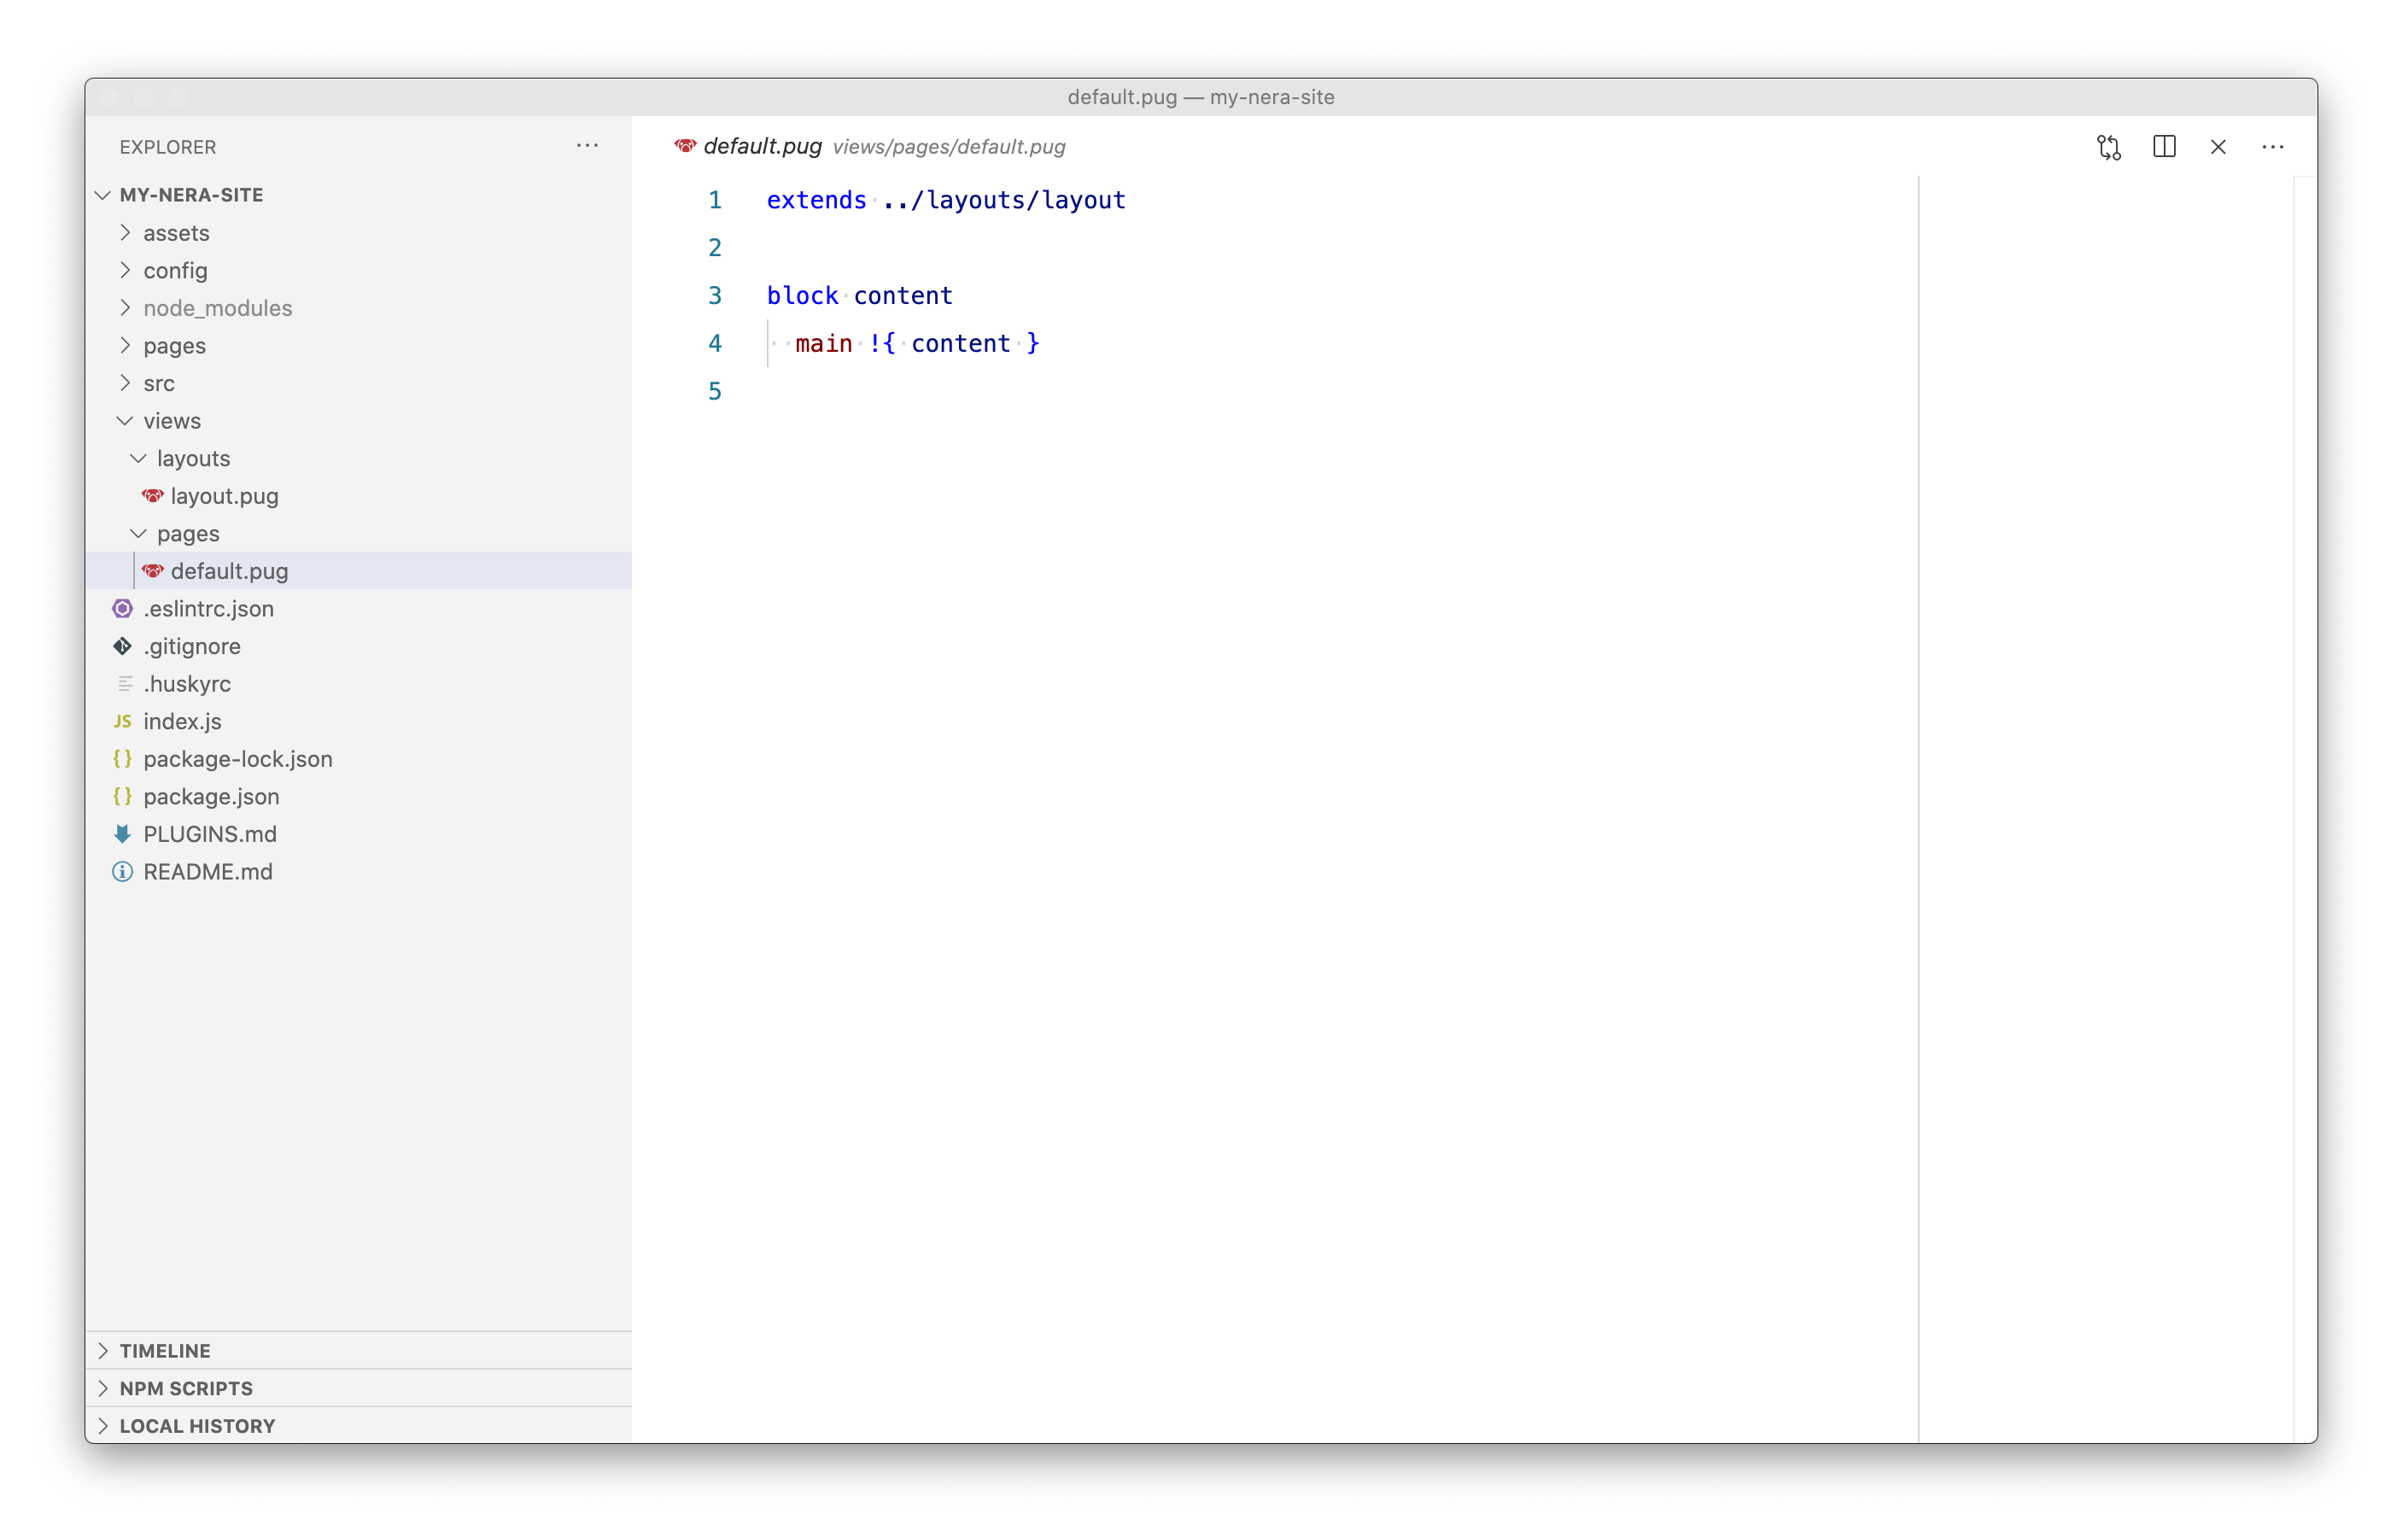 default.pug — my-nera-site
EXPLORER
MY-NERA-SITE
assets
config
node_modules
pages
src
views
layouts
layout.pug
pages
default.pug
.eslintrc.json
.gitignore
.huskyrc
JS index.js
{} package-lock.json
{} package.json
PLUGINS.md
README.md
TIMELINE
NPM SCRIPTS
LOCAL HISTORY
default.pug views/pages/default.pug
1 extends ../layouts/layout
2
3 block content
4   main !{ content }
5